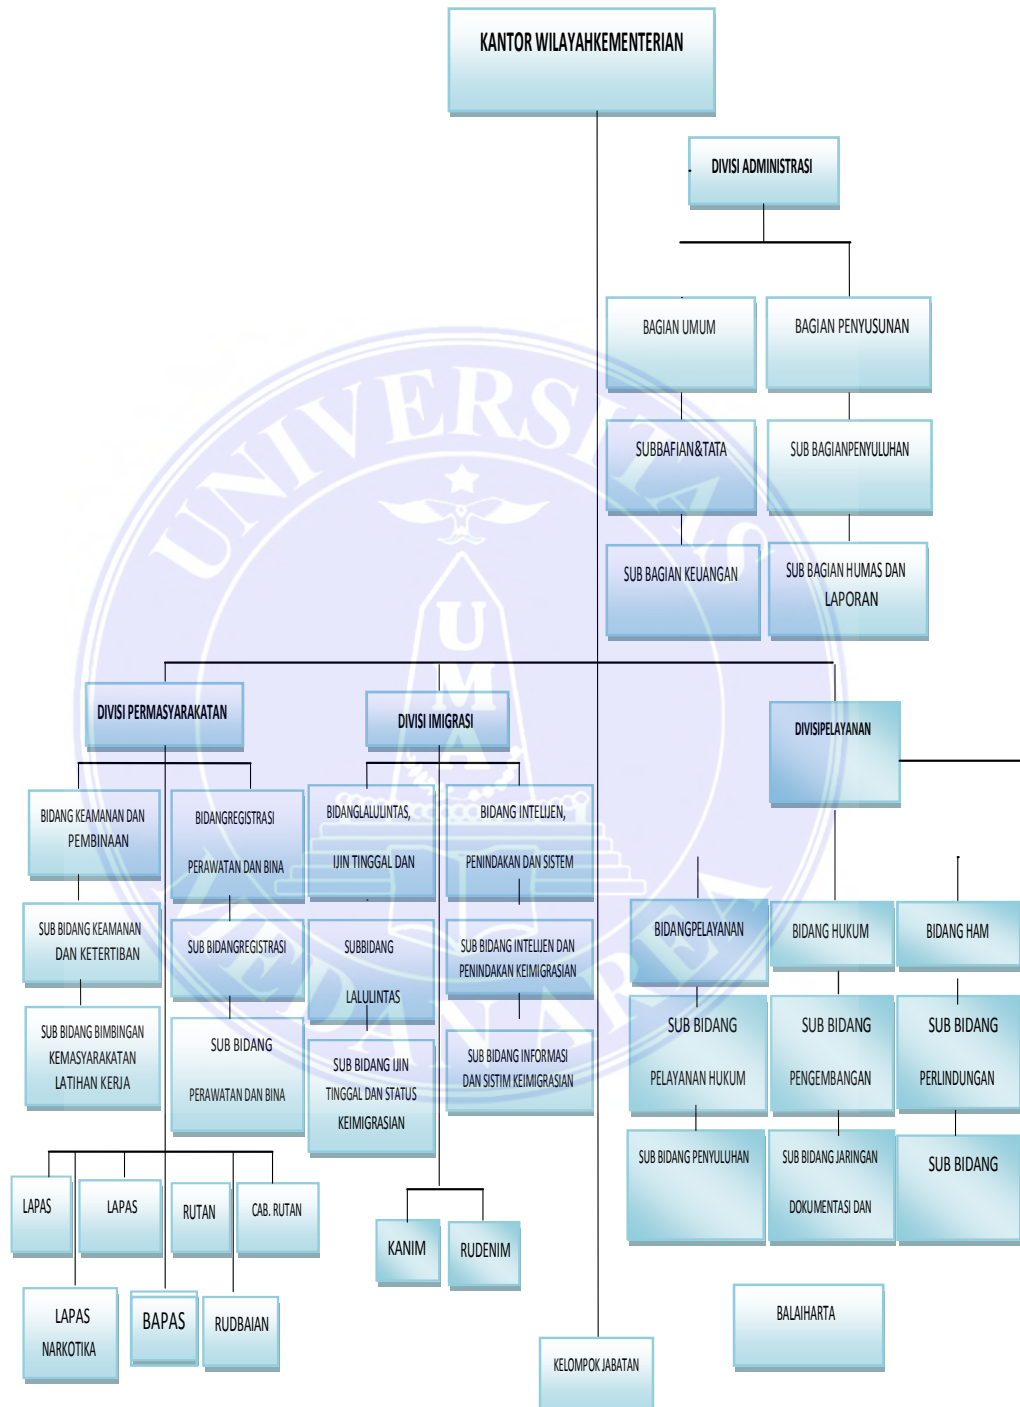 KANTOR WILAYAHKEMENTERIAN
DIVISI ADMINISTRASI
BAGIAN UMUM
BAGIAN PENYUSUNAN
SUBBAFIAN&TATA
SUB BAGIANPENYULUHAN
SUB BAGIAN KEUANGAN
SUB BAGIAN HUMAS DAN
LAPORAN
UNIVERSITAS
MEDAN AREA
UMA
DIVISI PERMASYARAKATAN
DIVISI IMIGRASI
DIVISIPELAYANAN
BIDANG KEAMANAN DAN
PEMBINAAN
BIDANGREGISTRASI
PERAWATAN DAN BINA
BIDANGLALULINTAS,
IJIN TINGGAL DAN
BIDANG INTELIJEN,
PENINDAKAN DAN SISTEM
SUB BIDANG KEAMANAN
DAN KETERTIBAN
SUB BIDANGREGISTRASI
SUBBIDANG
LALULINTAS
SUB BIDANG INTELIJEN DAN
PENINDAKAN KEIMIGRASIAN
BIDANGPELAYANAN
BIDANG HUKUM
BIDANG HAM
SUB BIDANG BIMBINGAN
KEMASYARAKATAN
LATIHAN KERJA
SUB BIDANG
PERAWATAN DAN BINA
SUB BIDANG IJIN
TINGGAL DAN STATUS
KEIMIGRASIAN
SUB BIDANG INFORMASI
DAN SISTIM KEIMIGRASIAN
SUB BIDANG
PELAYANAN HUKUM
SUB BIDANG
PENGEMBANGAN
SUB BIDANG
PERLINDUNGAN
SUB BIDANG PENYULUHAN
SUB BIDANG JARINGAN
DOKUMENTASI DAN
SUB BIDANG
LAPAS
LAPAS
RUTAN
CAB. RUTAN
KANIM
RUDENIM
LAPAS
NARKOTIKA
BAPAS
RUDBAIAN
BALAIHARTA
KELOMPOK JABATAN